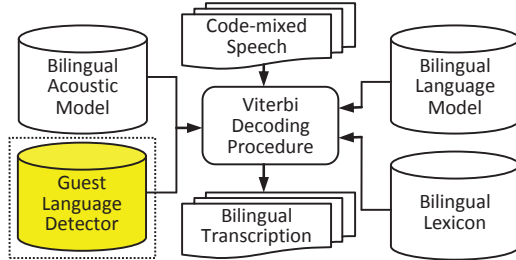 Code-mixed
Speech
Bilingual
Acoustic
Model
Viterbi
Decoding
Procedure
Bilingual
Language
Model
Guest
Language
Detector
Bilingual
Transcription
Bilingual
Lexicon